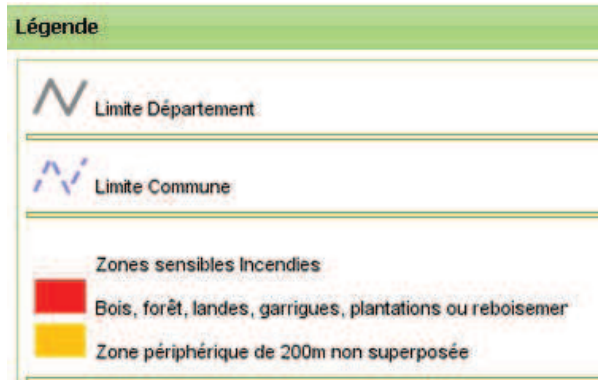 Légende
Limite Département
Limite Commune
Zones sensibles Incendies
Bois, forêt, landes, garrigues, plantations ou reboisemer
Zone périphérique de 200m non superposée